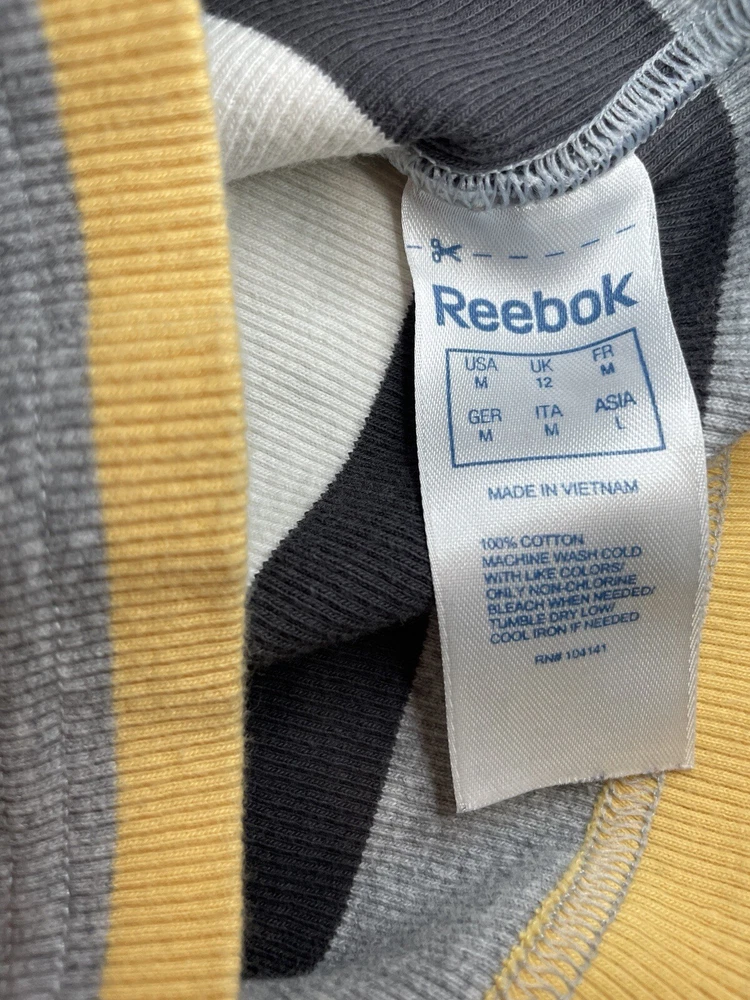 Reebok
USA UK FR
M 12 M
GER ITA ASIA
M M L
MADE IN VIETNAM
100% COTTON
MACHINE WASH COLD
WITH LIKE COLORS/
ONLY NON-CHLORINE
BLEACH WHEN NEEDED/
TUMBLE DRY LOW/
COOL IRON IF NEEDED
RN# 104141